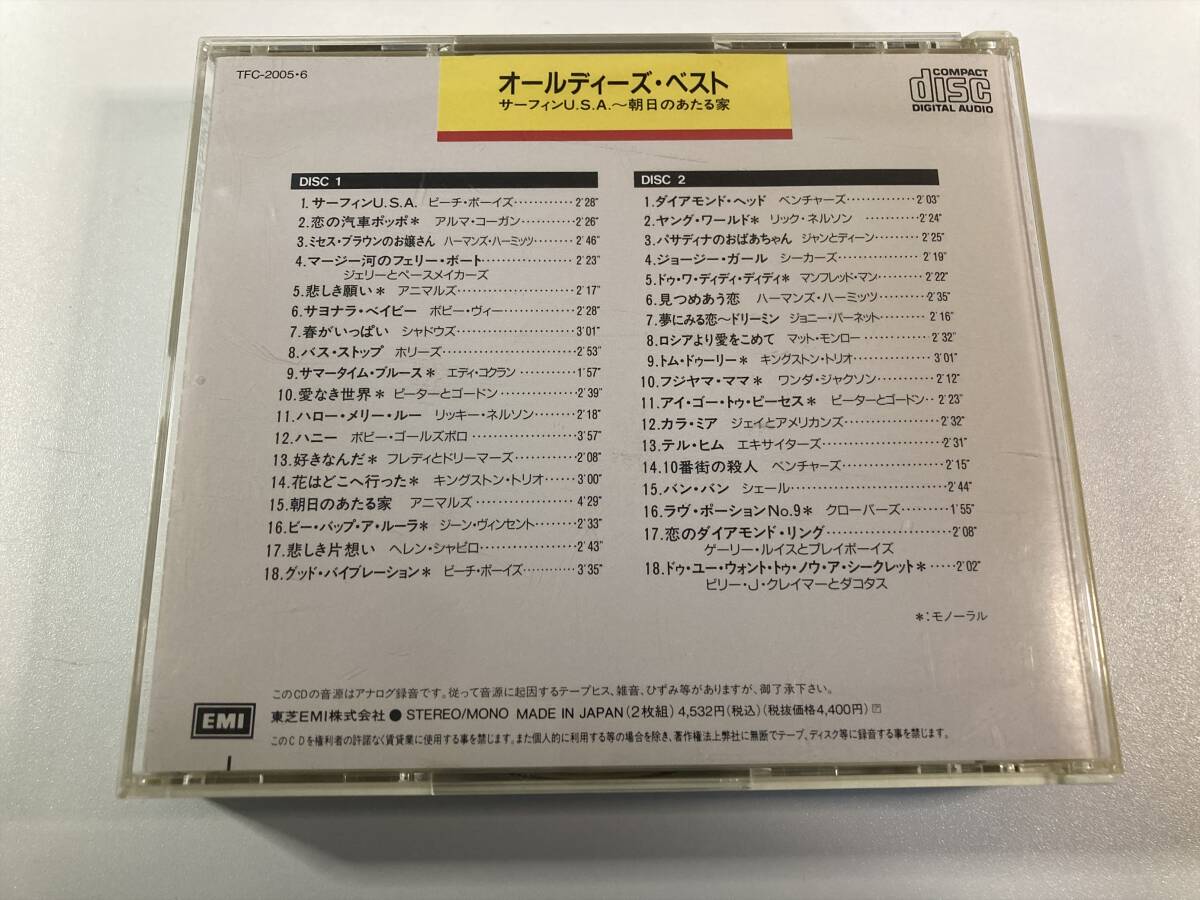 TFC-2005・6
オールディーズ・ベスト
サーフィンU.S.A.〜朝日のあたる家
COMPACT
disc
DIGITAL AUDIO
DISC 1
1.サーフィンU.S.A. ビーチ・ボーイズ…………2'28"
2.恋の汽車ポッポ＊ アルマ・コーガン…………2'26"
3.ミセス・ブラウンのお嬢さん ハーマンズ・ハーミッツ………2'46"
4.マージー河のフェリー・ボート………………2'23"
ジェリーとペースメイカーズ
5.悲しき願い＊ アニマルズ……………………2'17"
6.サヨナラ・ベイビー ボビー・ヴィー…………2'28"
7.春がいっぱい シャドウズ……………………3'01"
8.バス・ストップ ホリーズ……………………2'53"
9.サマータイム・ブルース＊ エディ・コクラン…………1'57"
10.愛なき世界＊ ピーターとゴードン……………2'39"
11.ハロー・メリー・ルー リッキー・ネルソン………2'18"
12.ハニー ボビー・ゴールズボロ…………………3'57"
13.好きなんだ＊ フレディとドリーマーズ…………2'08"
14.花はどこへ行った＊ キングストン・トリオ………3'00"
15.朝日のあたる家 アニマルズ…………………4'29"
16.ビー・バップ・ア・ルーラ＊ ジーン・ヴィンセント………2'33"
17.悲しき片想い ヘレン・シャピロ………………2'43"
18.グッド・バイブレーション＊ ビーチ・ボーイズ………3'35"
DISC 2
1.ダイアモンド・ヘッド ベンチャーズ……………2'03"
2.ヤング・ワールド＊ リック・ネルソン …………2'24"
3.パサディナのおばあちゃん ジャンとディーン…………2'25"
4.ジョージー・ガール シーカーズ………………2'19"
5.ドゥ・ワ・ディディ・ディディ＊ マンフレッド・マン………2'22"
6.見つめあう恋 ハーマンズ・ハーミッツ…………2'35"
7.夢にみる恋〜ドリーミン ジョニー・バーネット………2'16"
8.ロシアより愛をこめて マット・モンロー…………2'32"
9.トム・ドゥーリー＊ キングストン・トリオ…………3'01"
10.フジヤマ・ママ＊ ワンダ・ジャクソン……………2'12"
11.アイ・ゴー・トゥ・ピーセス＊ ピーターとゴードン…2'23"
12.カラ・ミア ジェイとアメリカンズ………………2'32"
13.テル・ヒム エキサイターズ……………………2'31"
14.10番街の殺人 ベンチャーズ…………………2'15"
15.バン・バン シェール…………………………2'44"
16.ラヴ・ポーションNo.9＊ クローバーズ…………1'55"
17.恋のダイアモンド・リング……………………2'08"
ゲーリー・ルイスとプレイボーイズ
18.ドゥ・ユー・ウォント・トゥ・ノウ・ア・シークレット＊……2'02"
ビリー・J・クレイマーとダコタス
＊:モノーラル
このCDの音源はアナログ録音です。従って音源に起因するテープヒス、雑音、ひずみ等がありますが、御了承下さい。
EMI 東芝EMI株式会社●STEREO/MONO MADE IN JAPAN(2枚組)4,532円(税込)(税抜価格4,400円)Ⓟ
このCDを権利者の許諾なく賃貸業に使用する事を禁じます。また個人的に利用する等の場合を除き、著作権法上弊社に無断でテープ、ディスク等に録音する事を禁じます。